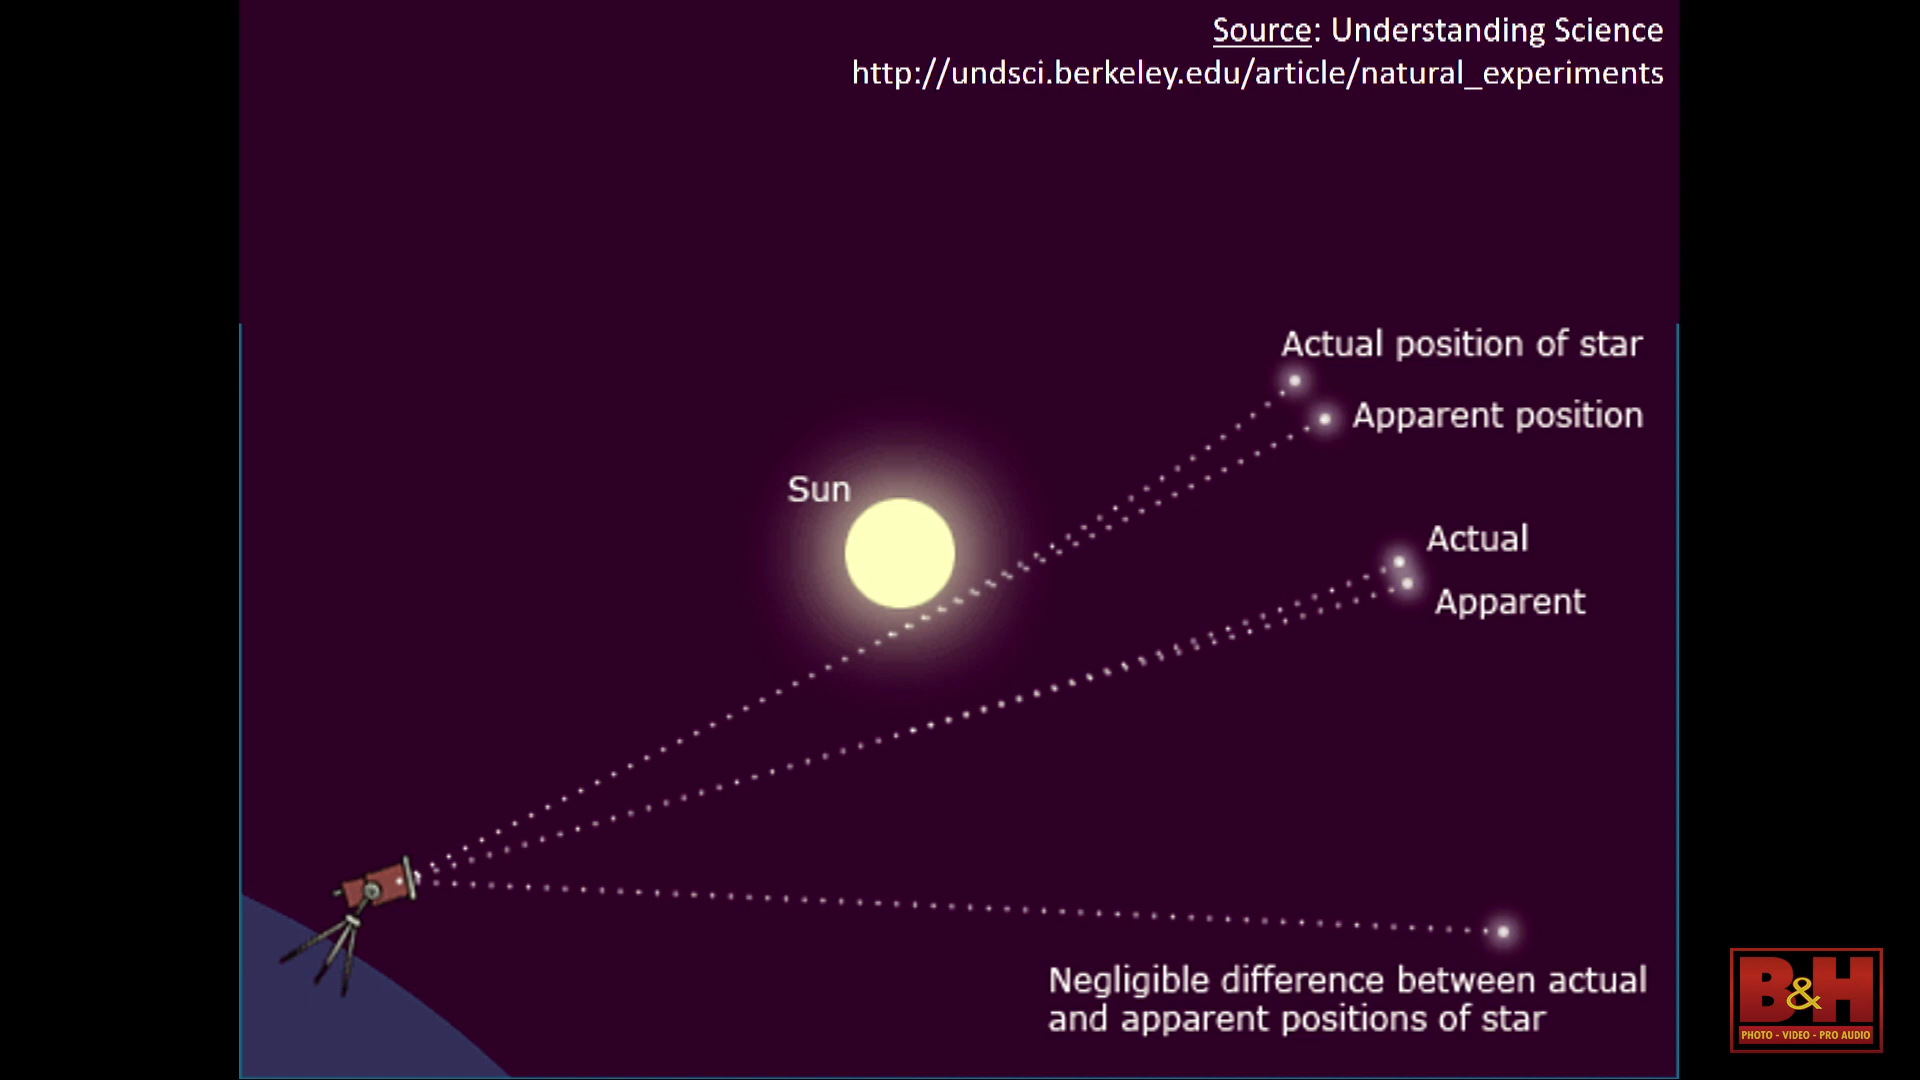 Source: Understanding Science
http://undsci.berkeley.edu/article/natural_experiments
Actual position of star
Apparent position
Sun
Actual
Apparent
Negligible difference between actual
and apparent positions of star
B&H
PHOTO - VIDEO - PRO AUDIO